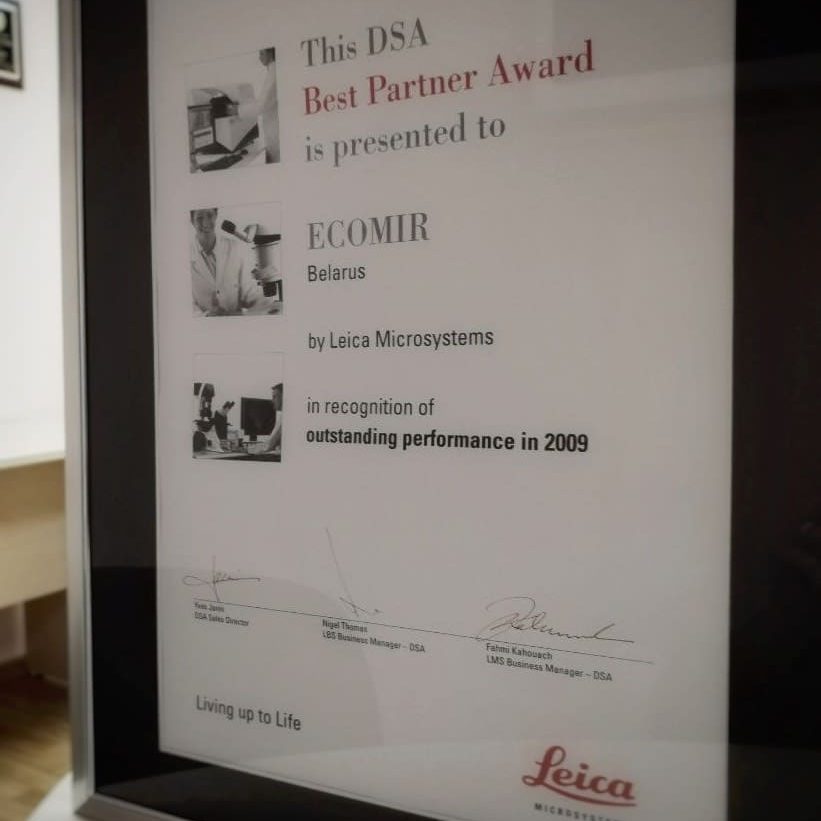 This DSA
Best Partner Award
is presented to
ECOMIR
Belarus
by Leica Microsystems
in recognition of
outstanding performance in 2009
DSA Sales Director
Nigel Thomas
LBS Business Manager – DSA
Fahmi Kahouach
LMS Business Manager – DSA
Living up to Life
Leica
MICROSYSTEMS